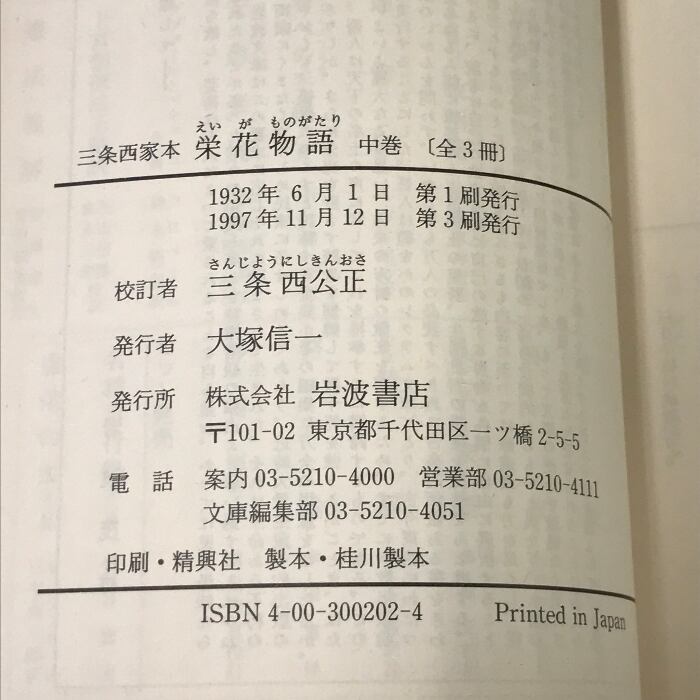 えいがものがたり
三条西家本 栄花物語 中巻 〔全3冊〕
1932年6月1日 第1刷発行
1997年11月12日 第3刷発行
さんじょうにしきんおさ
校訂者 三条西公正
発行者 大塚信一
発行所 株式会社 岩波書店
〒101-02 東京都千代田区一ツ橋2-5-5
電話 案内 03-5210-4000 営業部 03-5210-4111
文庫編集部 03-5210-4051
印刷・精興社 製本・桂川製本
ISBN 4-00-300202-4 Printed in Japan